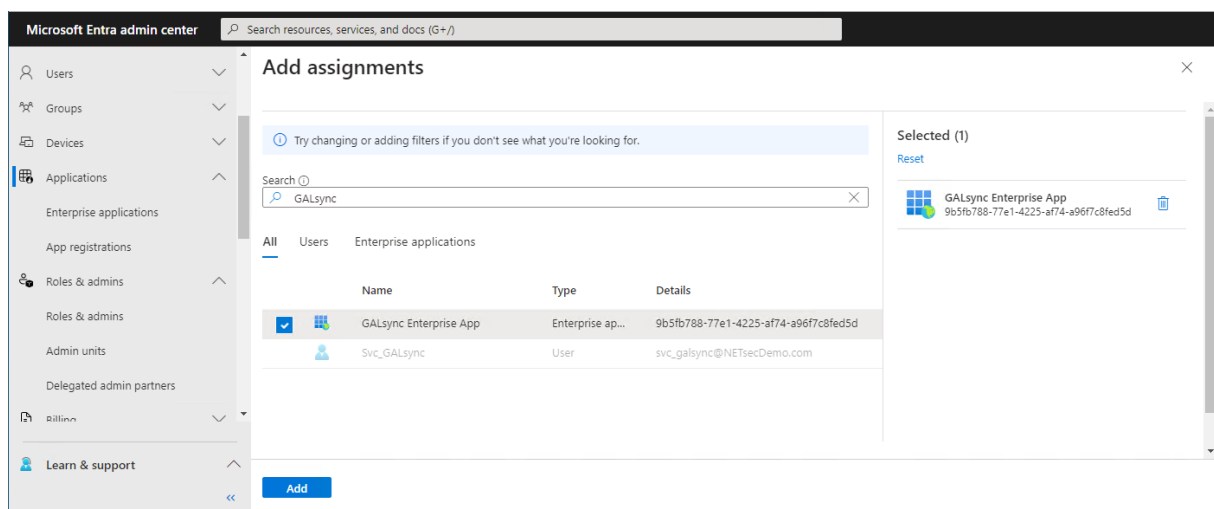 Microsoft Entra admin center
Search resources, services, and docs (G+/)
Users
Groups
Devices
Applications
Enterprise applications
App registrations
Roles & admins
Roles & admins
Admin units
Delegated admin partners
Billing
Learn & support
«
Add assignments
Try changing or adding filters if you don't see what you're looking for.
Search
GALsync
All Users Enterprise applications
Name Type Details
GALsync Enterprise App Enterprise ap... 9b5fb788-77e1-4225-af74-a96f7c8fed5d
Svc_GALsync User svc_galsync@NETsecDemo.com
Add
Selected (1)
Reset
GALsync Enterprise App
9b5fb788-77e1-4225-af74-a96f7c8fed5d